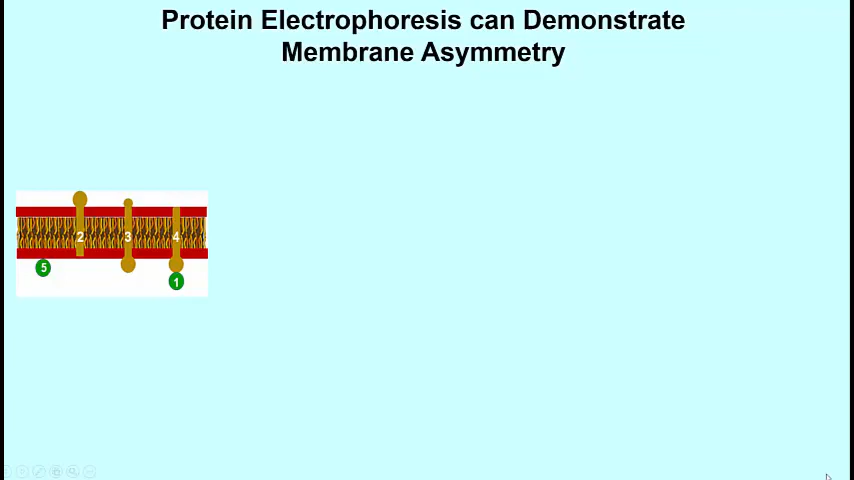 Protein Electrophoresis can Demonstrate
Membrane Asymmetry
2 3 4
5
1